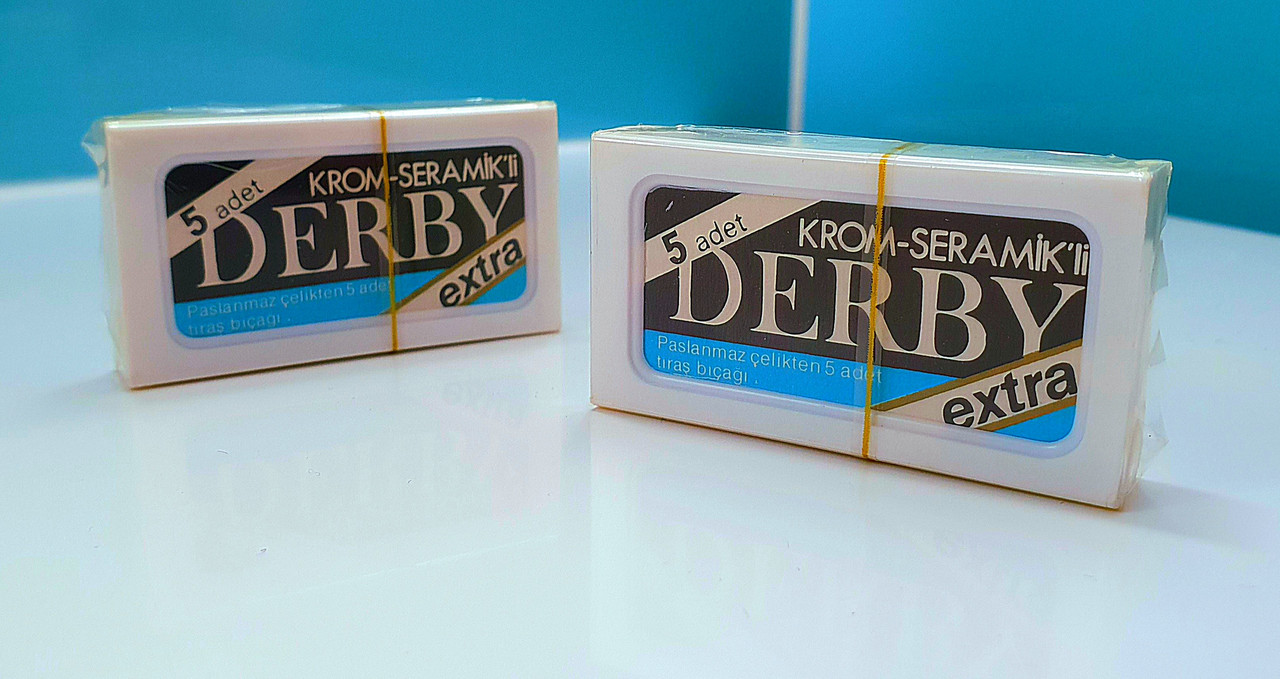 5 adet
KROM-SERAMİK'li
DERBY
extra
Paslanmaz çelikten 5 adet
tıraş bıçağı .
5 adet
KROM-SERAMİK'li
DERBY
extra
Paslanmaz çelikten 5 adet
tıraş bıçağı .